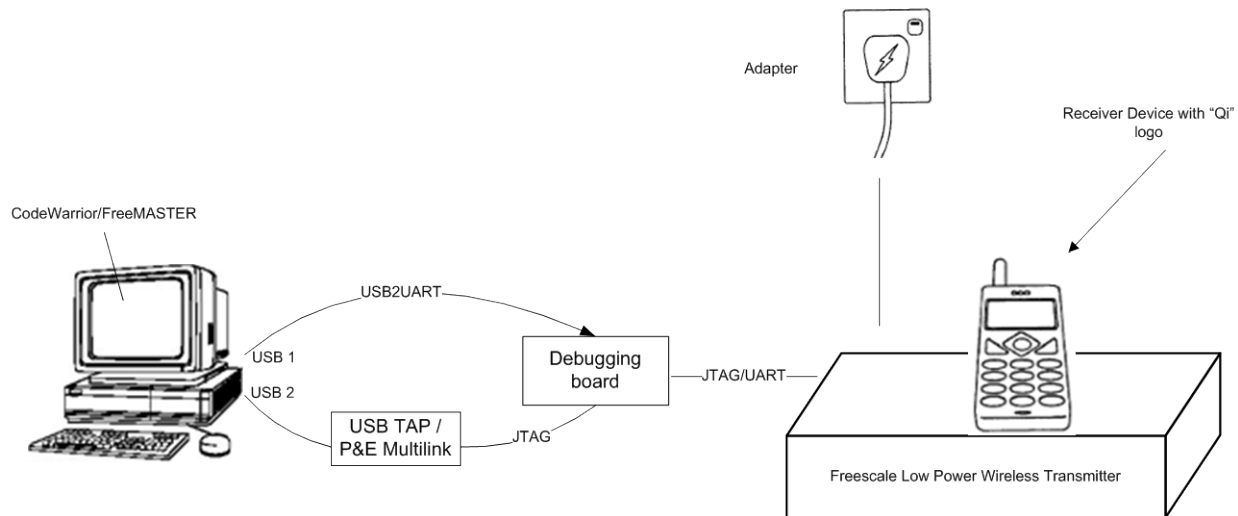 Adapter
Receiver Device with “Qi”
logo
CodeWarrior/FreeMASTER
USB2UART
USB 1
Debugging
board
JTAG/UART
USB 2
USB TAP /
P&E Multilink
JTAG
Freescale Low Power Wireless Transmitter